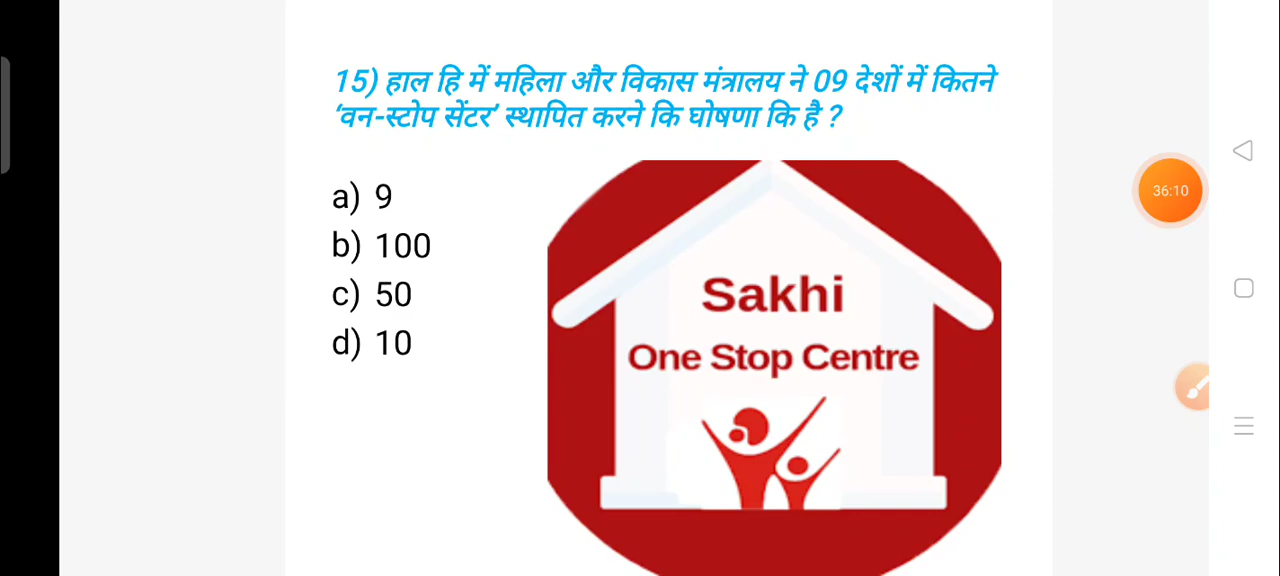 15) हाल हि में महिला और विकास मंत्रालय ने 09 देशों में कितने
‘वन-स्टोप सेंटर’ स्थापित करने कि घोषणा कि है ?
a) 9
b) 100
c) 50
d) 10
Sakhi
One Stop Centre
36:10